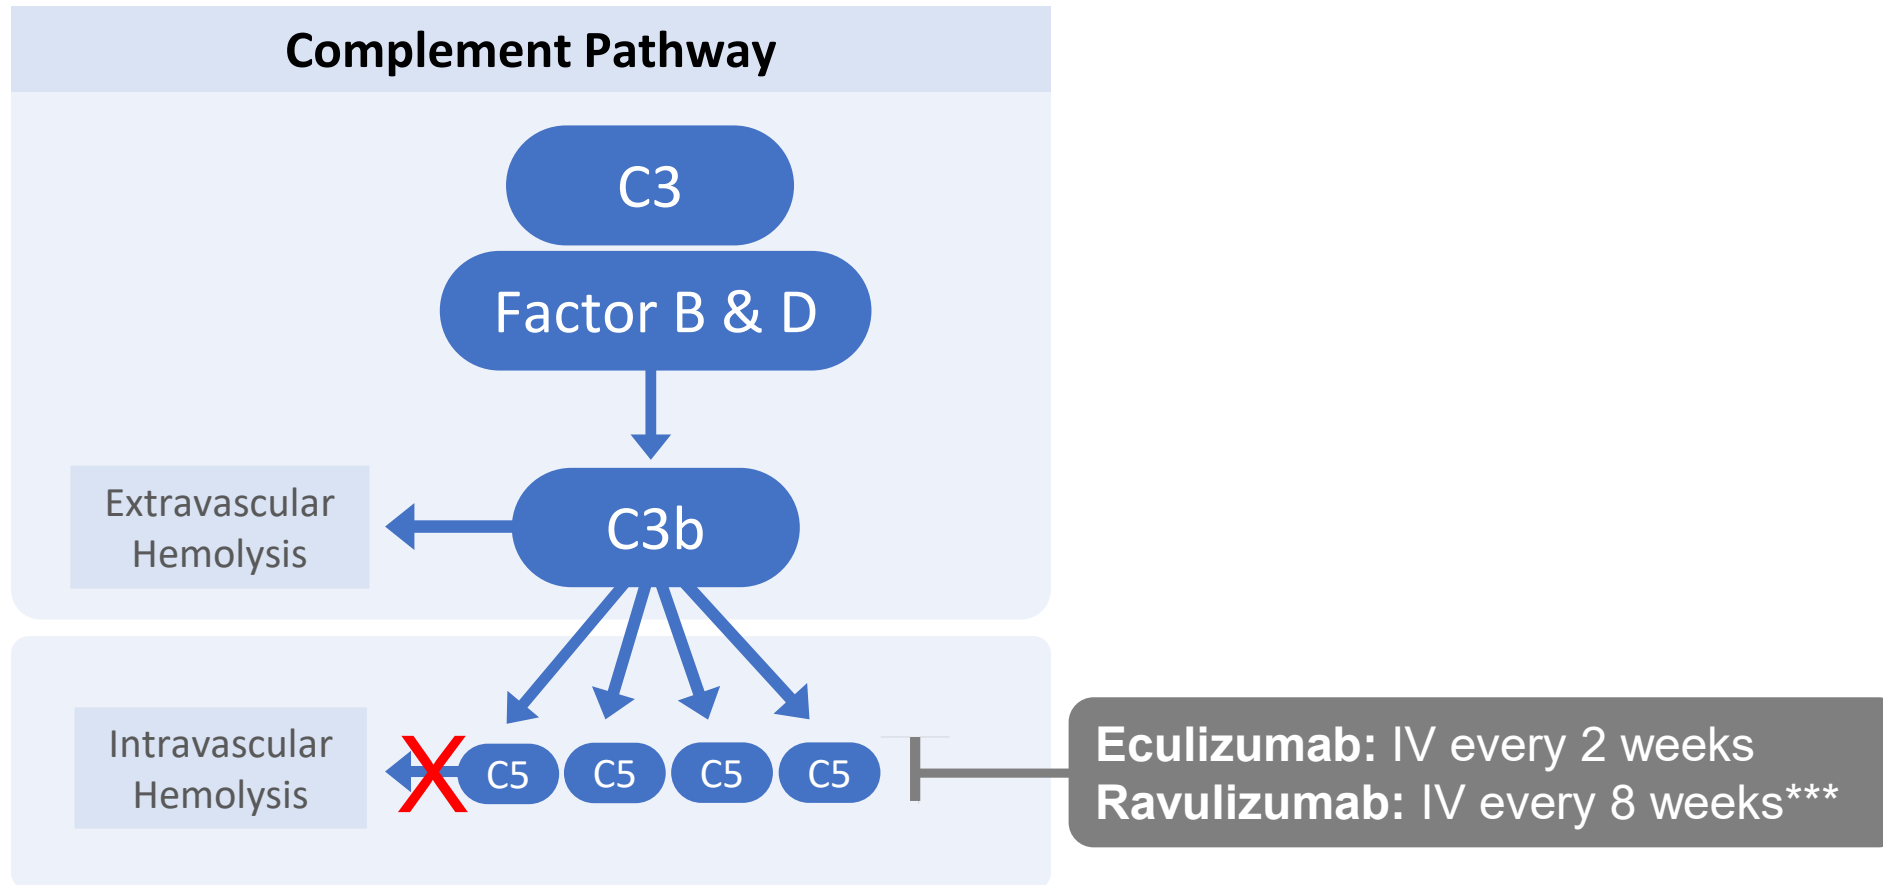 Complement Pathway
C3
Factor B & D
Extravascular
Hemolysis
C3b
Intravascular
Hemolysis
X
C5 C5 C5 C5
Eculizumab: IV every 2 weeks
Ravulizumab: IV every 8 weeks***